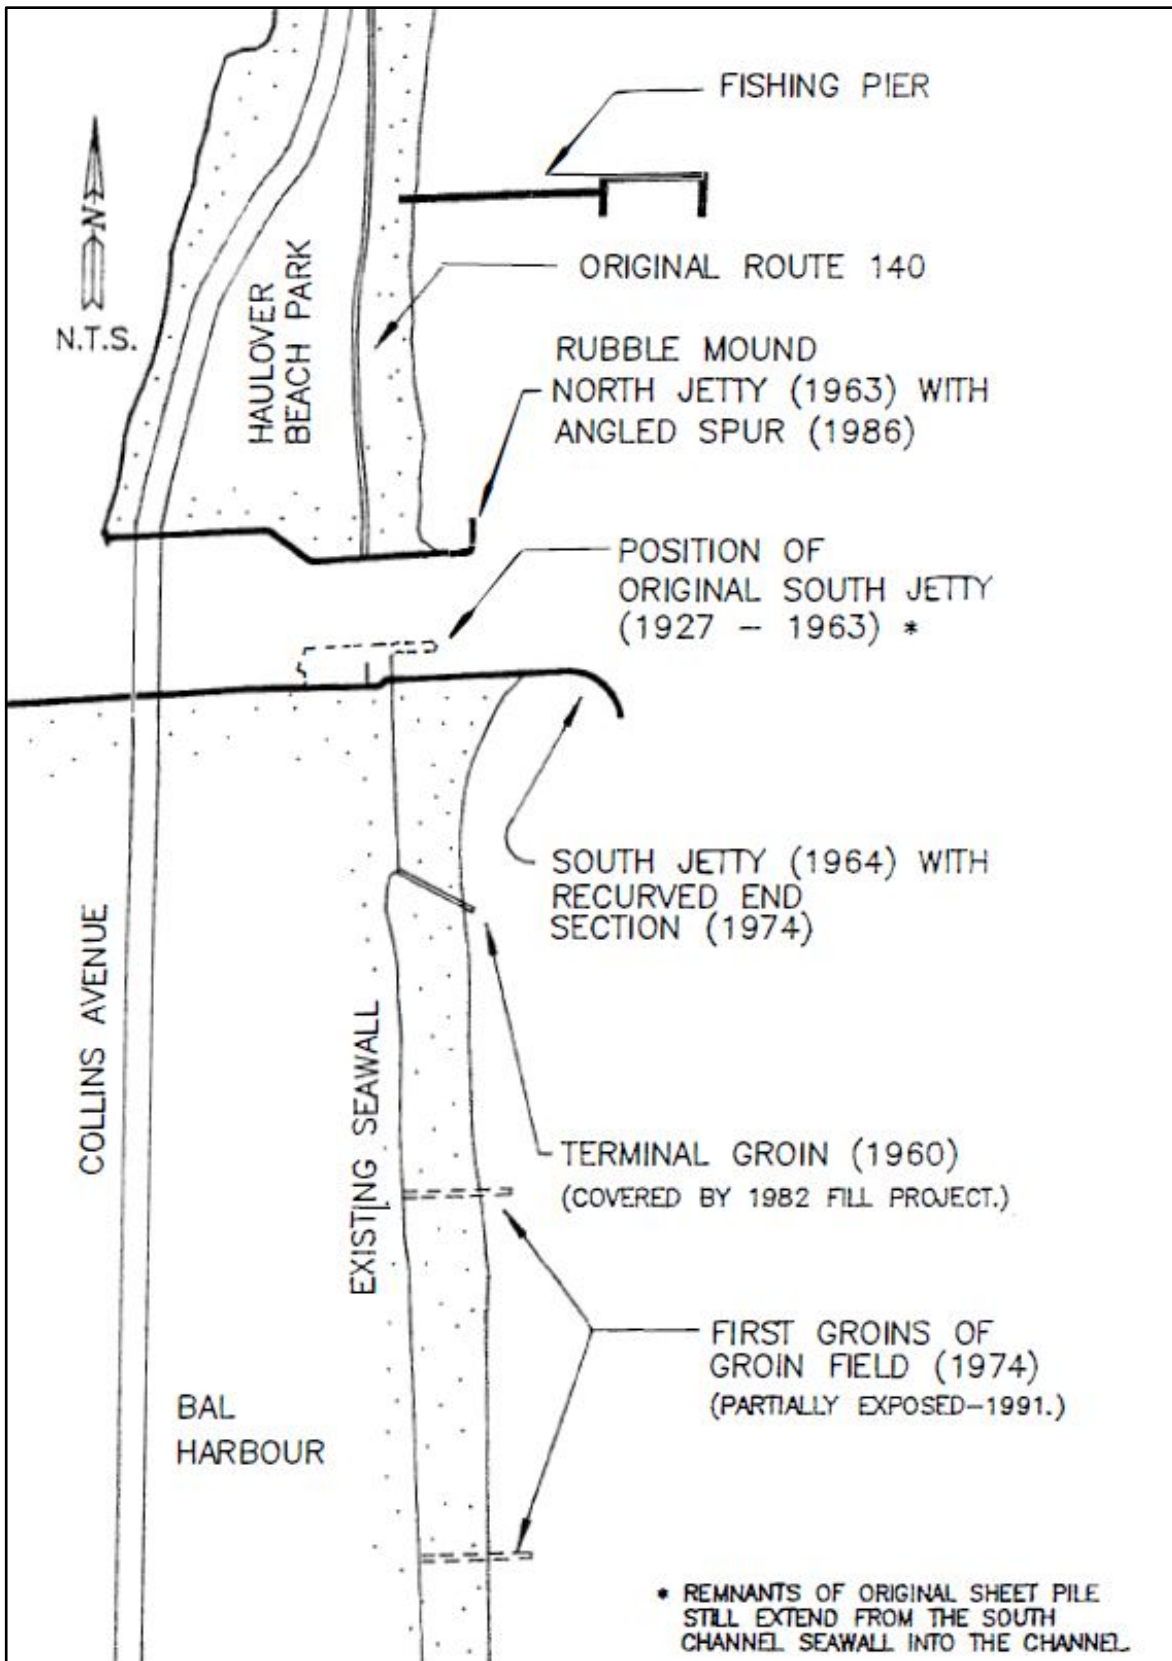 FISHING PIER
N
N.T.S.
HAULOVER
BEACH PARK
ORIGINAL ROUTE 140
RUBBLE MOUND
NORTH JETTY (1963) WITH
ANGLED SPUR (1986)
POSITION OF
ORIGINAL SOUTH JETTY
(1927 – 1963) *
SOUTH JETTY (1964) WITH
RECURVED END
SECTION (1974)
COLLINS AVENUE
EXISTING SEAWALL
TERMINAL GROIN (1960)
(COVERED BY 1982 FILL PROJECT.)
FIRST GROINS OF
GROIN FIELD (1974)
(PARTIALLY EXPOSED–1991.)
BAL
HARBOUR
* REMNANTS OF ORIGINAL SHEET PILE
STILL EXTEND FROM THE SOUTH
CHANNEL SEAWALL INTO THE CHANNEL.